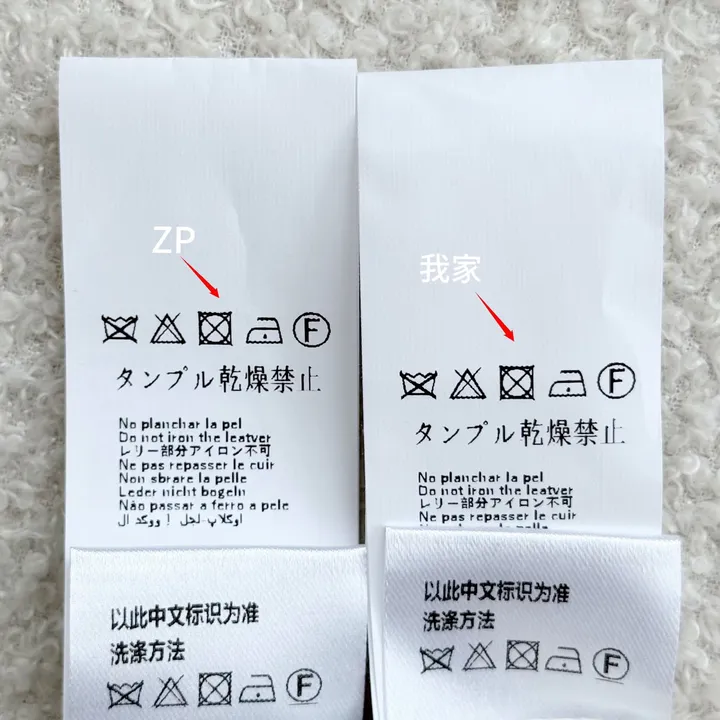 ZP
F
タンプル乾燥禁止
No planchar la pel
Do not iron the leatver
レリー部分アイロン不可
Ne pas repasser le cuir
Non sbrare la pelle
Leder nicht bogeln
Não passar a ferro a pele
以此中文标识为准
洗涤方法
F
我家
F
タンプル乾燥禁止
No planchar la pel
Do not iron the leatver
レリー部分アイロン不可
Ne pas repasser le cuir
以此中文标识为准
洗涤方法
F